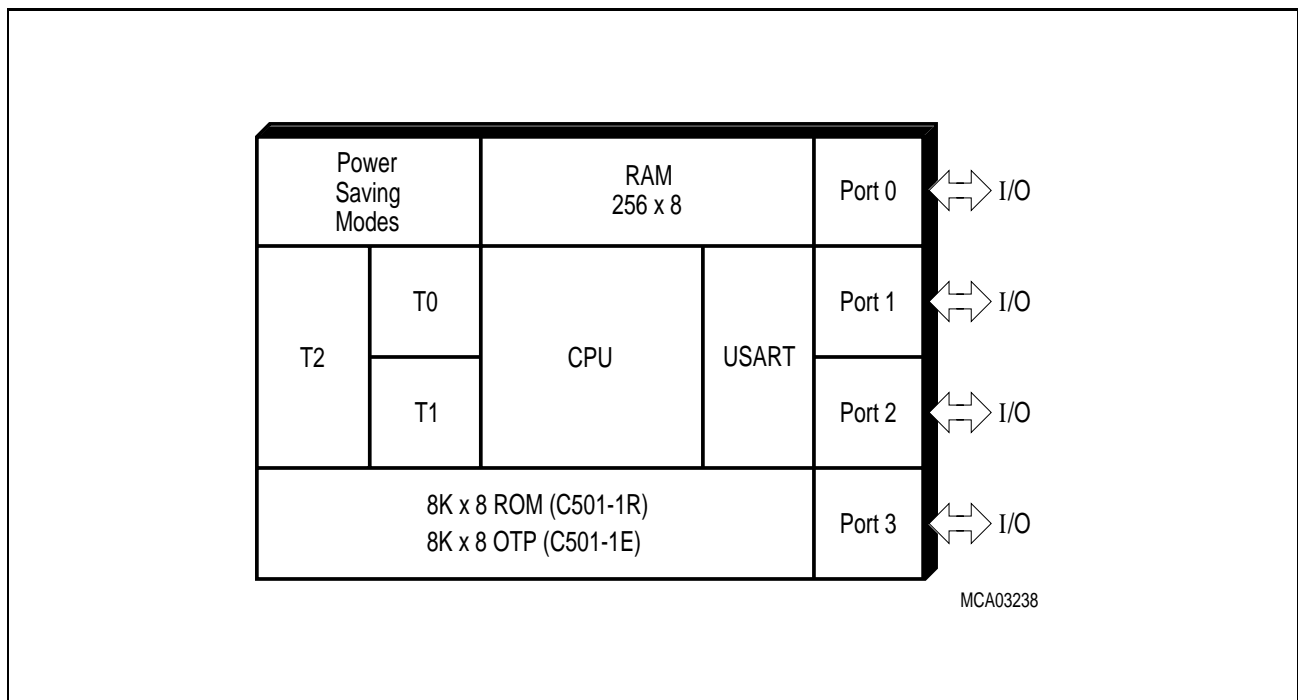 Power
Saving
Modes
RAM
256 x 8
Port 0
I/O
T2
T0
T1
CPU
USART
Port 1
I/O
Port 2
I/O
8K x 8 ROM (C501-1R)
8K x 8 OTP (C501-1E)
Port 3
I/O
MCA03238